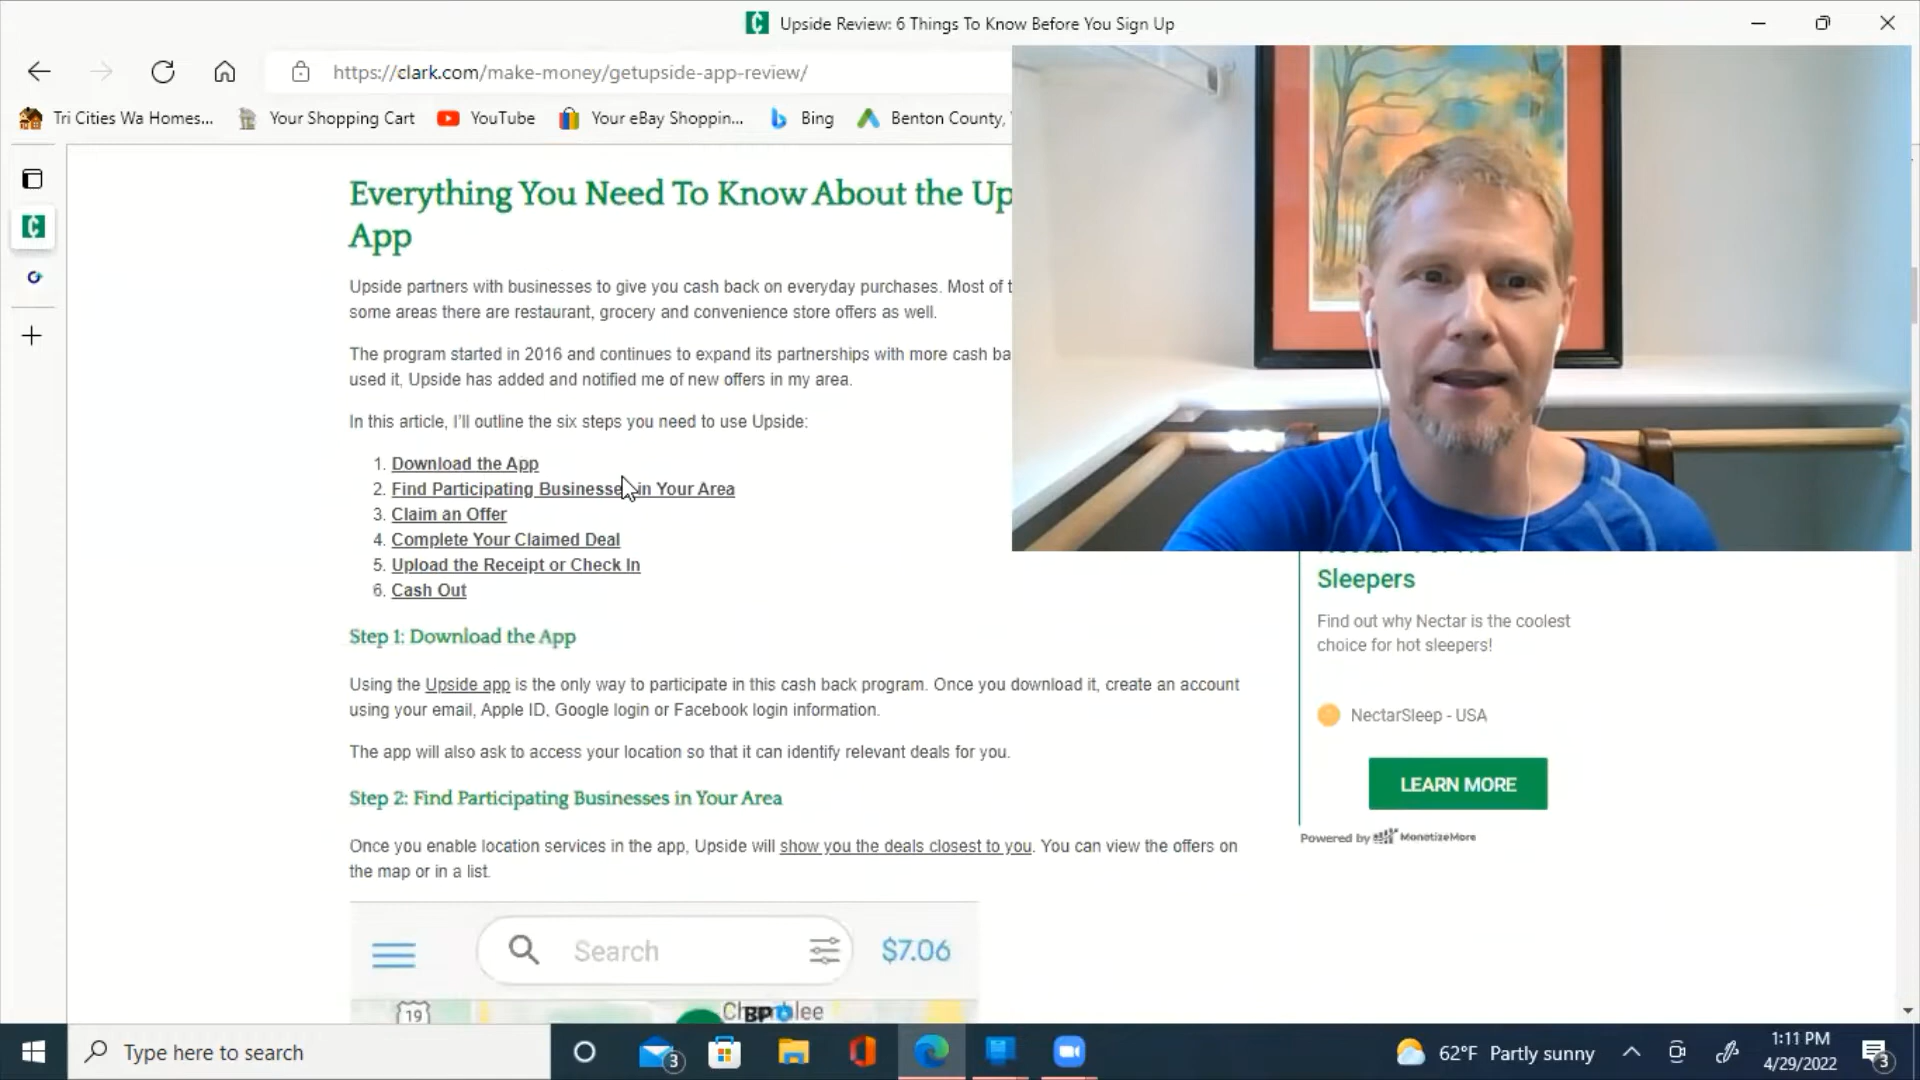 Upside Review: 6 Things To Know Before You Sign Up
https://clark.com/make-money/getupside-app-review/
Tri Cities Wa Homes...
Your Shopping Cart
YouTube
Your eBay Shoppin...
Bing
Benton County,
Everything You Need To Know About the Up
App
Upside partners with businesses to give you cash back on everyday purchases. Most of t
some areas there are restaurant, grocery and convenience store offers as well.
The program started in 2016 and continues to expand its partnerships with more cash ba
used it, Upside has added and notified me of new offers in my area.
In this article, I'll outline the six steps you need to use Upside:
1. Download the App
2. Find Participating Businesse in Your Area
3. Claim an Offer
4. Complete Your Claimed Deal
5. Upload the Receipt or Check In
6. Cash Out
Step 1: Download the App
Using the Upside app is the only way to participate in this cash back program. Once you download it, create an account
using your email, Apple ID, Google login or Facebook login information.
The app will also ask to access your location so that it can identify relevant deals for you.
Step 2: Find Participating Businesses in Your Area
Once you enable location services in the app, Upside will show you the deals closest to you. You can view the offers on
the map or in a list.
Search
$7.06
19
BP
Sleepers
Find out why Nectar is the coolest
choice for hot sleepers!
NectarSleep - USA
LEARN MORE
Powered by MonetizeMore
Type here to search
3
62°F Partly sunny
1:11 PM
4/29/2022
3